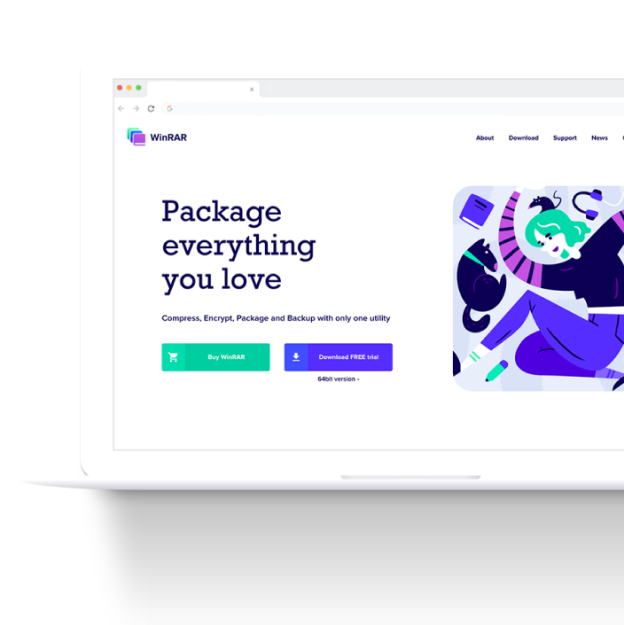 WinRAR
About Download Support News
Package
everything
you love
Compress, Encrypt, Package and Backup with only one utility
Buy WinRAR
Download FREE trial
64bit version